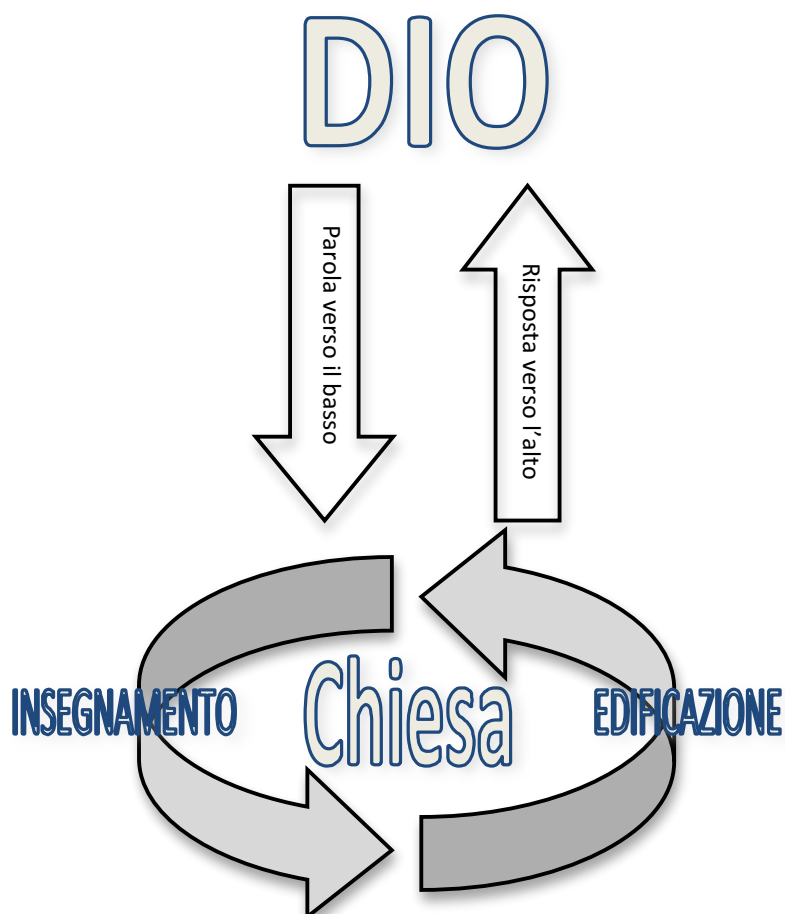 DIO
Parola verso il basso
Risposta verso l'alto
INSEGNAMENTO
Chiesa
EDIFICAZIONE